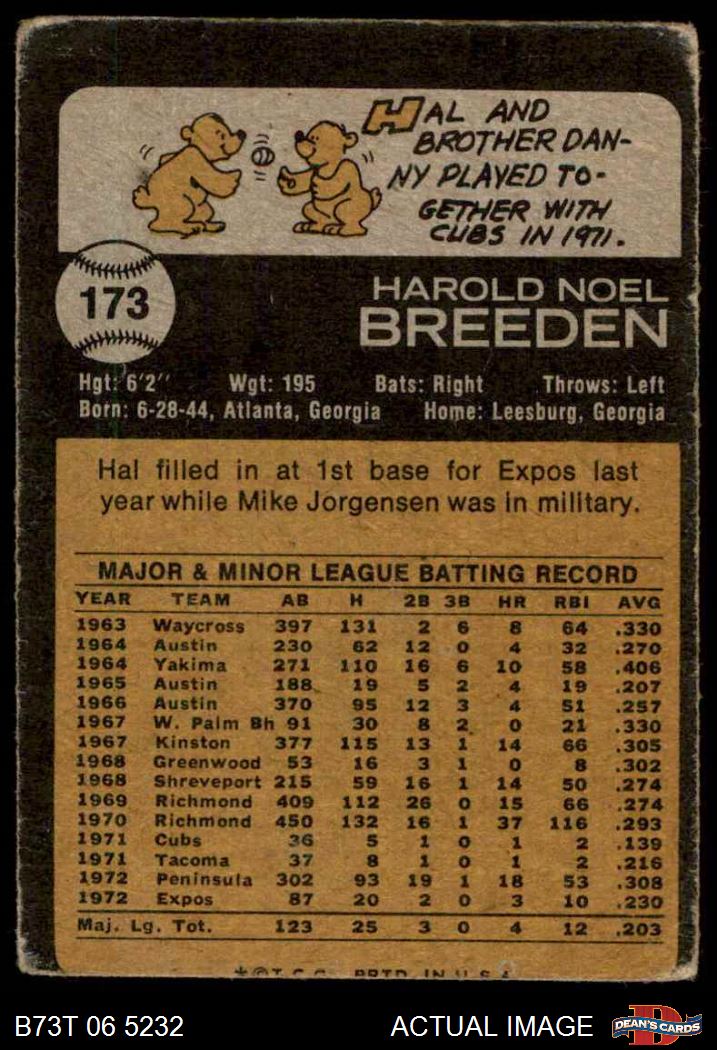 HAL AND
BROTHER DAN-
NY PLAYED TO-
GETHER WITH
CUBS IN 1971.
173
HAROLD NOEL
BREEDEN
Hgt: 6'2" Wgt: 195 Bats: Right Throws: Left
Born: 6-28-44, Atlanta, Georgia Home: Leesburg, Georgia
Hal filled in at 1st base for Expos last
year while Mike Jorgensen was in military.
MAJOR & MINOR LEAGUE BATTING RECORD
YEAR TEAM AB H 2B 3B HR RBI AVG
1963 Waycross 397 131 2 6 8 64 .330
1964 Austin 230 62 12 0 4 32 .270
1964 Yakima 271 110 16 6 10 58 .406
1965 Austin 188 19 5 2 4 19 .207
1966 Austin 370 95 12 3 4 51 .257
1967 W. Palm Bh 91 30 8 2 0 21 .330
1967 Kinston 377 115 13 1 14 66 .305
1968 Greenwood 53 16 3 1 0 8 .302
1968 Shreveport 215 59 16 1 14 50 .274
1969 Richmond 409 112 26 0 15 66 .274
1970 Richmond 450 132 16 1 37 116 .293
1971 Cubs 36 5 1 0 1 2 .139
1971 Tacoma 37 8 1 0 1 2 .216
1972 Peninsula 302 93 19 1 18 53 .308
1972 Expos 87 20 2 0 3 10 .230
Maj. Lg. Tot. 123 25 3 0 4 12 .203
*© T.C.G. PRTD. IN U.S.A.
B73T 06 5232 ACTUAL IMAGE DEAN'S CARDS